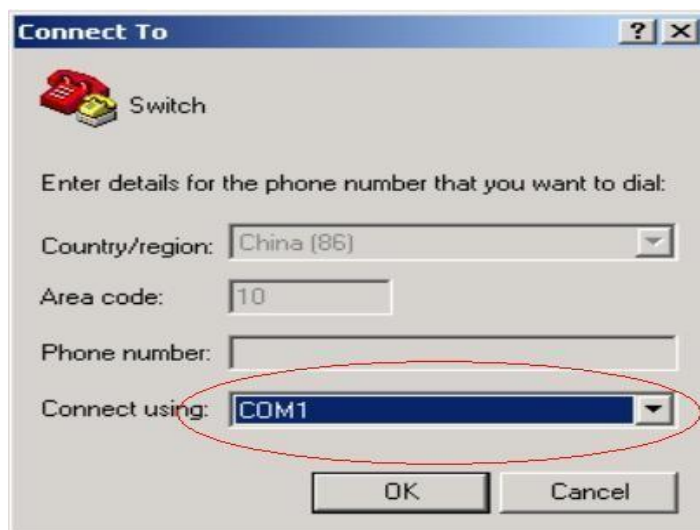 Connect To
Switch
Enter details for the phone number that you want to dial:
Country/region: China (86)
Area code: 10
Phone number:
Connect using: COM1
OK Cancel